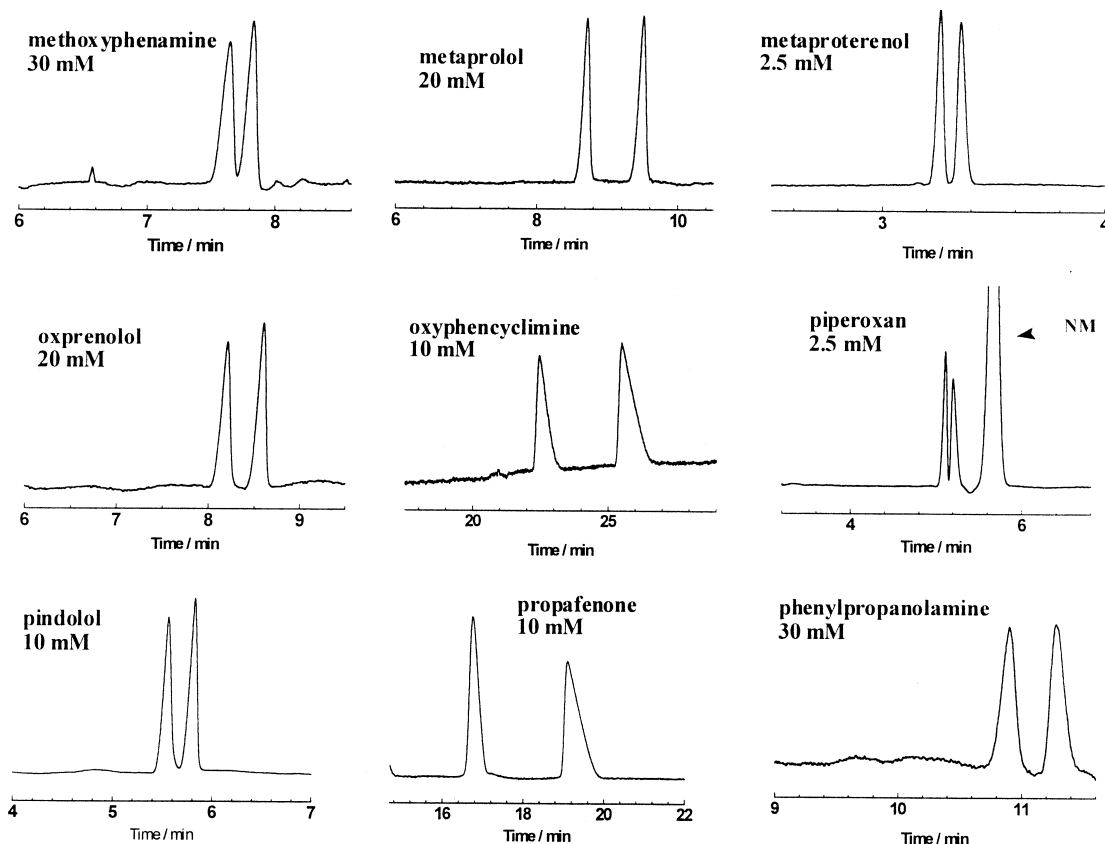 methoxyphenamine
30 mM
6 7 8
Time / min
metaprolol
20 mM
6 8 10
Time / min
metaproterenol
2.5 mM
3 4
Time / min
oxprenolol
20 mM
6 7 8 9
Time / min
oxyphencyclimine
10 mM
20 25
Time / min
piperoxan
2.5 mM
NM
4 6
Time / min
pindolol
10 mM
4 5 6 7
Time / min
propafenone
10 mM
16 18 20 22
Time / min
phenylpropanolamine
30 mM
9 10 11
Time / min